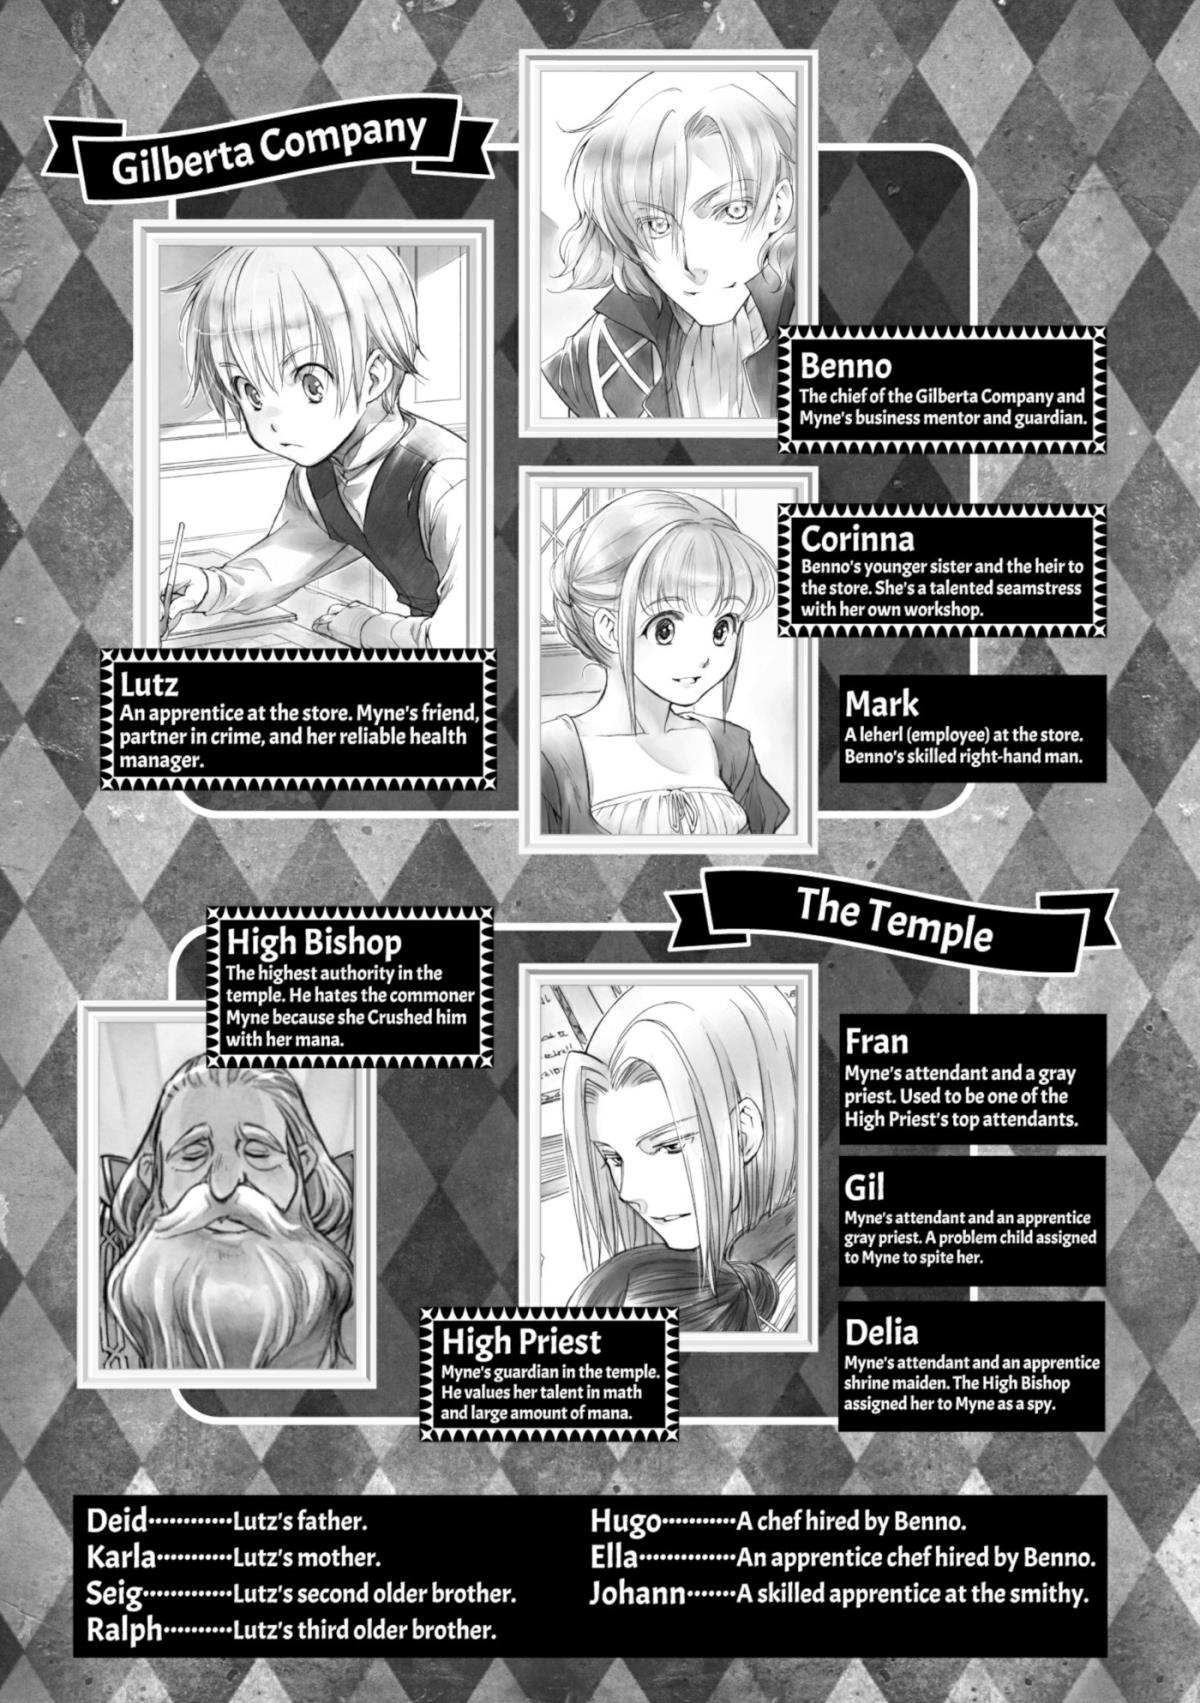 Gilberta Company
Benno
The chief of the Gilberta Company and
Myne's business mentor and guardian.
Corinna
Benno's younger sister and the heir to
the store. She's a talented seamstress
with her own workshop.
Lutz
An apprentice at the store. Myne's friend,
partner in crime, and her reliable health
manager.
Mark
A leherl (employee) at the store.
Benno's skilled right-hand man.
The Temple
High Bishop
The highest authority in the
temple. He hates the commoner
Myne because she Crushed him
with her mana.
High Priest
Myne's guardian in the temple.
He values her talent in math
and large amount of mana.
Fran
Myne's attendant and a gray
priest. Used to be one of the
High Priest's top attendants.
Gil
Myne's attendant and an apprentice
gray priest. A problem child assigned
to Myne to spite her.
Delia
Myne's attendant and an apprentice
shrine maiden. The High Bishop
assigned her to Myne as a spy.
Deid············Lutz's father.
Karla···········Lutz's mother.
Seig·············Lutz's second older brother.
Ralph··········Lutz's third older brother.
Hugo···········A chef hired by Benno.
Ella··············An apprentice chef hired by Benno.
Johann·······A skilled apprentice at the smithy.